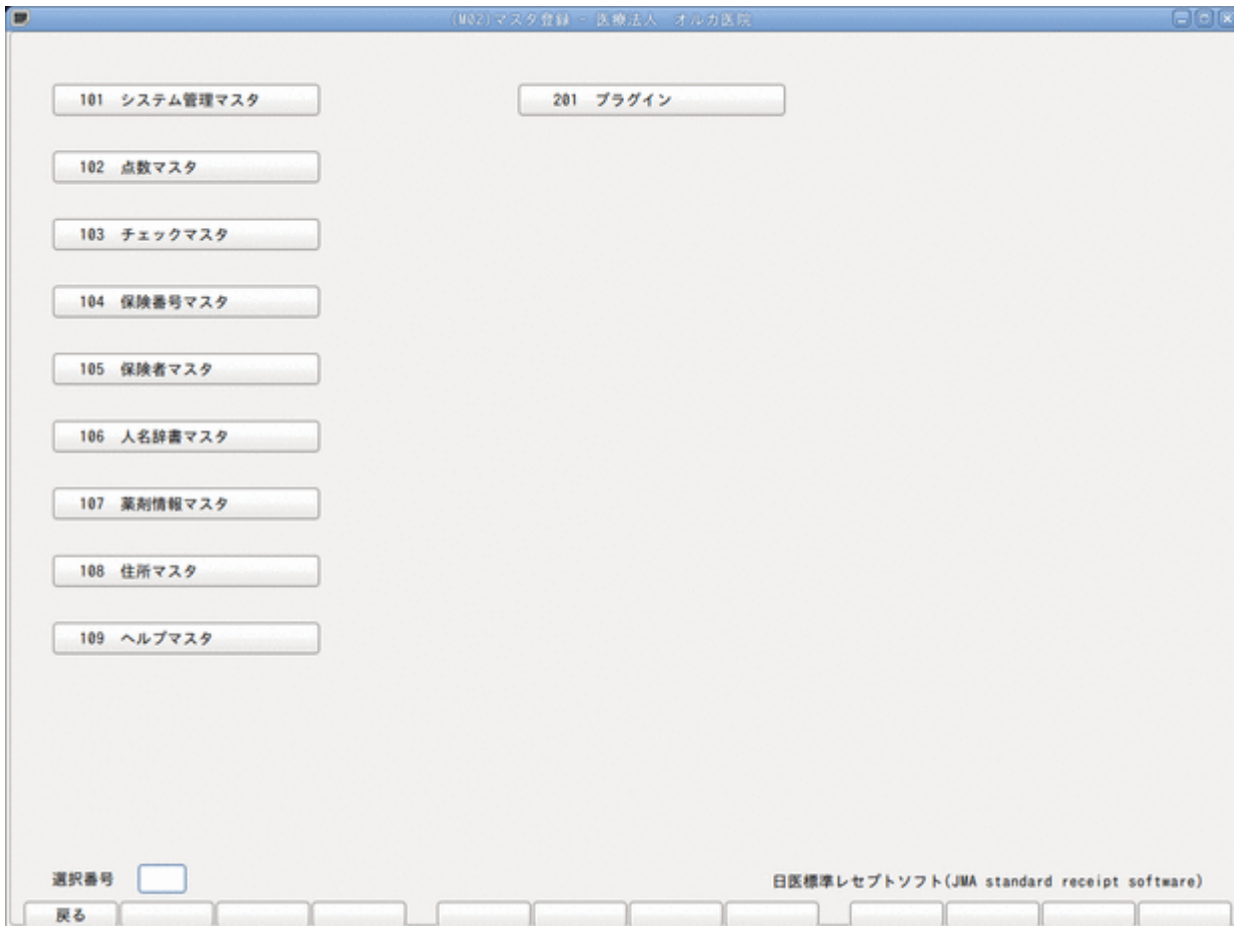 (M02)マスタ登録 - 医療法人 オルカ医院
101 システム管理マスタ
201 プラグイン
102 点数マスタ
103 チェックマスタ
104 保険番号マスタ
105 保険者マスタ
106 人名辞書マスタ
107 薬剤情報マスタ
108 住所マスタ
109 ヘルプマスタ
選択番号
日医標準レセプトソフト(JMA standard receipt software)
戻る